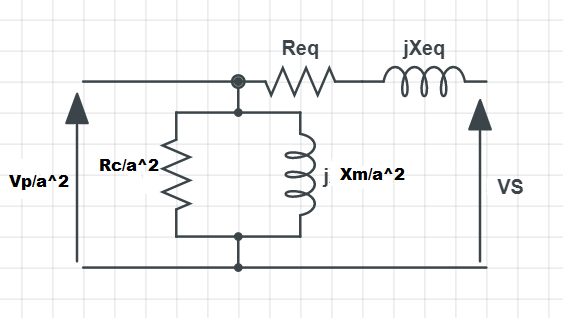 Req
jXeq
Rc/a^2
j Xm/a^2
Vp/a^2
VS